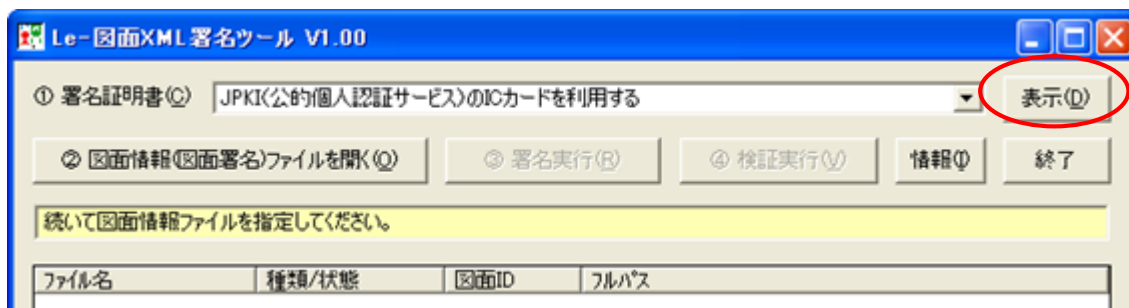 Le-図面XML署名ツール V1.00
① 署名証明書(C) JPKI(公的個人認証サービス)のICカードを利用する 表示(D)
② 図面情報(図面署名)ファイルを開く(O) ③ 署名実行(R) ④ 検証実行(V) 情報(I) 終了
続いて図面情報ファイルを指定してください。
ファイル名 種類/状態 図面ID フルパス